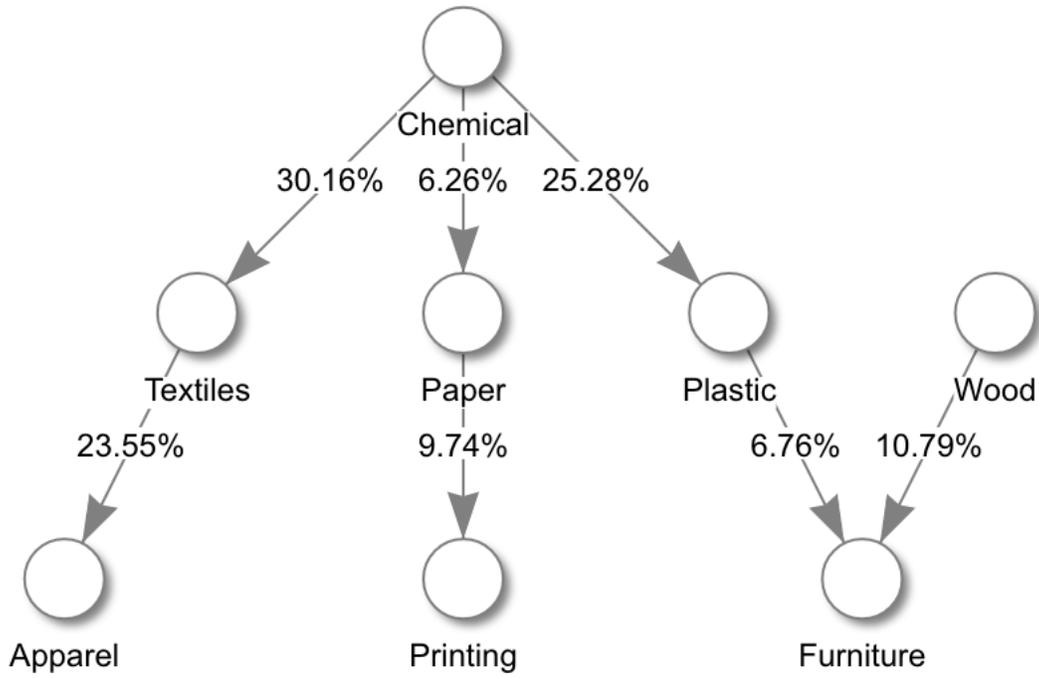 Chemical
30.16% 6.26% 25.28%
Textiles Paper Plastic Wood
23.55% 9.74% 6.76% 10.79%
Apparel Printing Furniture